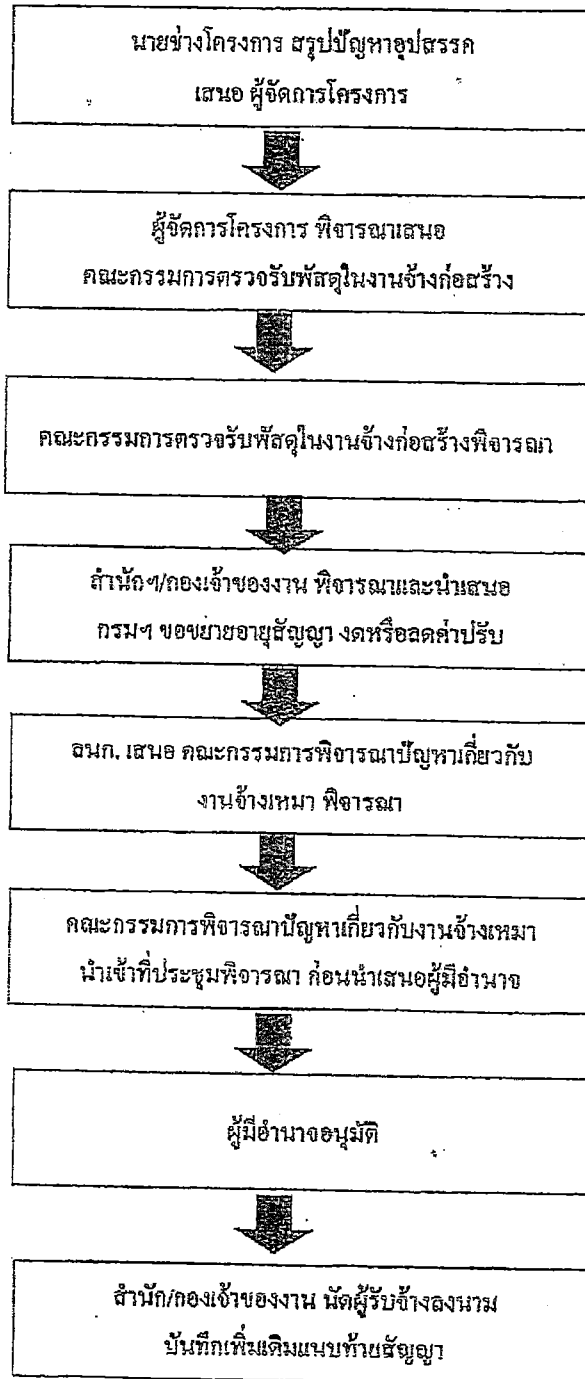 นายช่างโครงการ สรุปปัญหาอุปสรรค
เสนอ ผู้จัดการโครงการ
ผู้จัดการโครงการ พิจารณาเสนอ
คณะกรรมการตรวจรับพัสดุในงานจ้างก่อสร้าง
คณะกรรมการตรวจรับพัสดุในงานจ้างก่อสร้างพิจารณา
สำนักฯ/กองเจ้าของงาน พิจารณาและนำเสนอ
กรมฯ ขอขยายอายุสัญญา งดหรือลดค่าปรับ
ลนก. เสนอ คณะกรรมการพิจารณาปัญหาเกี่ยวกับ
งานจ้างเหมา พิจารณา
คณะกรรมการพิจารณาปัญหาเกี่ยวกับงานจ้างเหมา
นำเข้าที่ประชุมพิจารณา ก่อนนำเสนอผู้มีอำนาจ
ผู้มีอำนาจอนุมัติ
สำนัก/กองเจ้าของงาน นัดผู้รับจ้างลงนาม
บันทึกเพิ่มเติมแนบท้ายสัญญา